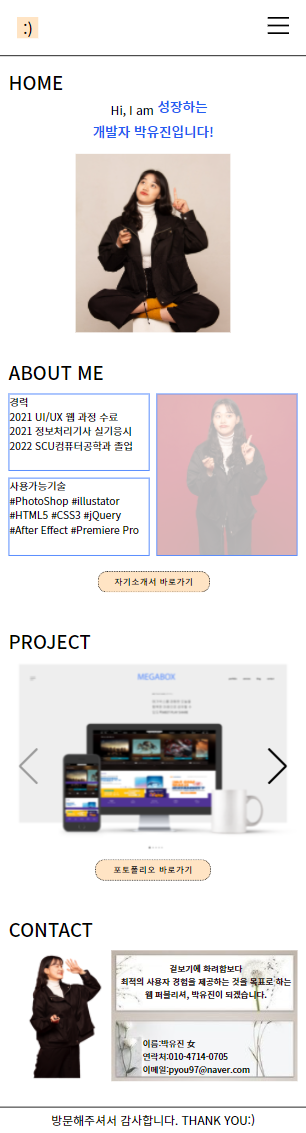 :)
HOME
Hi, I am 성장하는
개발자 박유진입니다!
ABOUT ME
경력
2021 UI/UX 웹 과정 수료
2021 정보처리기사 실기응시
2022 SCU컴퓨터공학과 졸업
사용가능기술
#PhotoShop #illustator
#HTML5 #CSS3 #jQuery
#After Effect #Premiere Pro
자기소개서 바로가기
PROJECT
MEGABOX
포토폴리오 바로가기
CONTACT
겉보기에 화려함보다
최적의 사용자 경험을 제공하는 것을 목표로 하는
웹 퍼블리셔, 박유진이 되겠습니다.
이름:박유진 女
연락처:010-4714-0705
이메일:pyou97@naver.com
방문해주셔서 감사합니다. THANK YOU:)